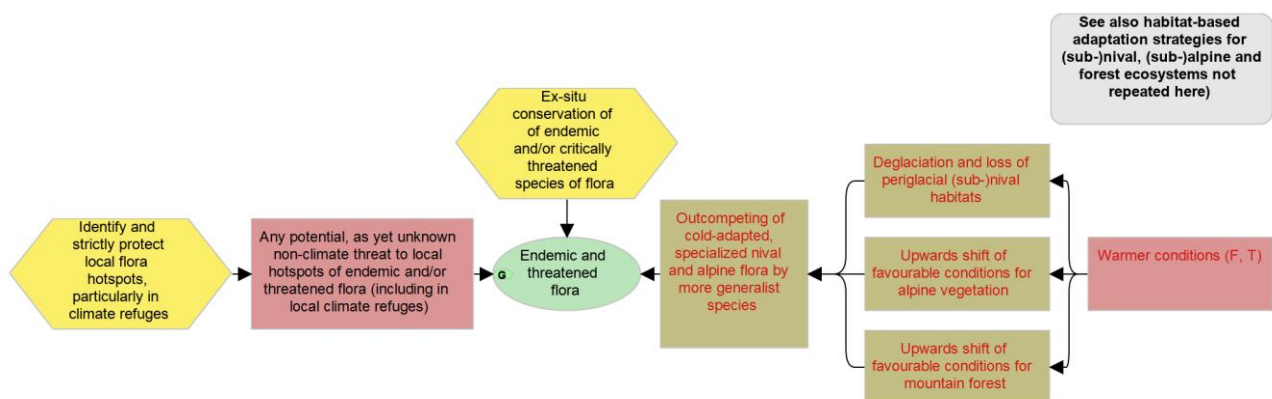 See also habitat-based
adaptation strategies for
(sub-)nival, (sub-)alpine and
forest ecosystems not
repeated here)
Ex-situ
conservation of
of endemic
and/or critically
threatened
species of flora
Identify and
strictly protect
local flora
hotspots,
particularly in
climate refuges
Any potential, as yet unknown
non-climate threat to local
hotspots of endemic and/or
threatened flora (including in
local climate refuges)
G
Endemic and
threatened
flora
Outcompeting of
cold-adapted,
specialized nival
and alpine flora by
more generalist
species
Deglaciation and loss of
periglacial (sub-)nival
habitats
Upwards shift of
favourable conditions for
alpine vegetation
Upwards shift of
favourable conditions for
mountain forest
Warmer conditions (F, T)